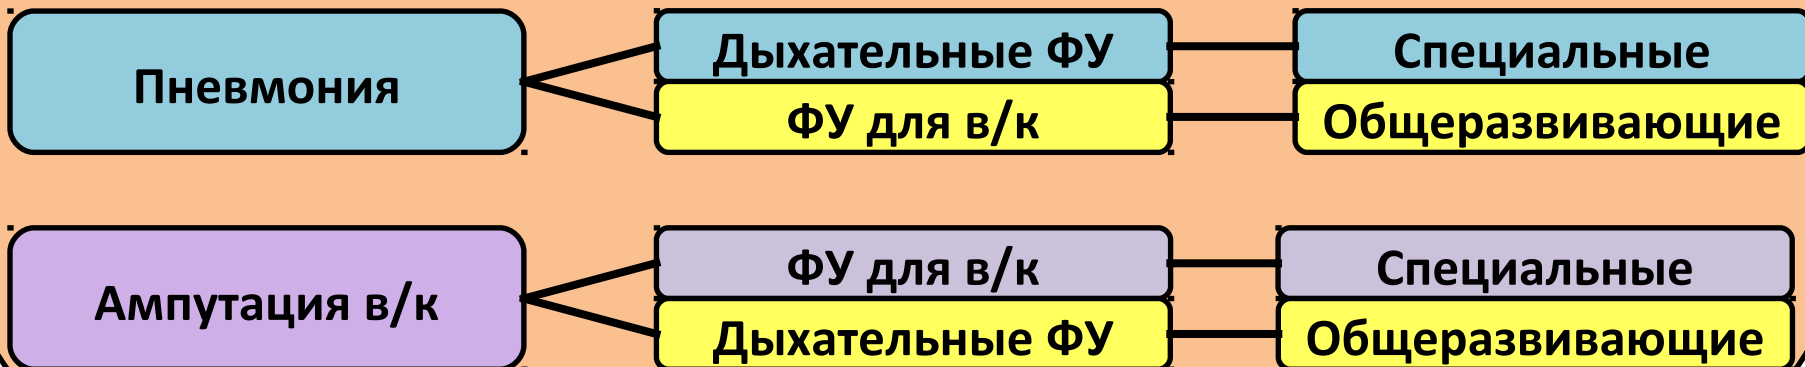 Пневмония
Дыхательные ФУ
Специальные
ФУ для в/к
Общеразвивающие
Ампутация в/к
ФУ для в/к
Специальные
Дыхательные ФУ
Общеразвивающие